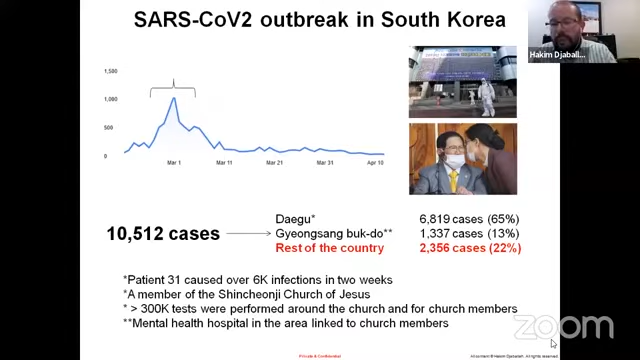 SARS-CoV2 outbreak in South Korea
Hakim Djaball...
1,500
1,000
500
0
Mar 1 Mar 11 Mar 21 Mar 31 Apr 10
Daegu* 6,819 cases (65%)
10,512 cases Gyeongsang buk-do** 1,337 cases (13%)
Rest of the country 2,356 cases (22%)
*Patient 31 caused over 6K infections in two weeks
*A member of the Shincheonji Church of Jesus
* > 300K tests were performed around the church and for church members
**Mental health hospital in the area linked to church members
zoom
Private & Confidential